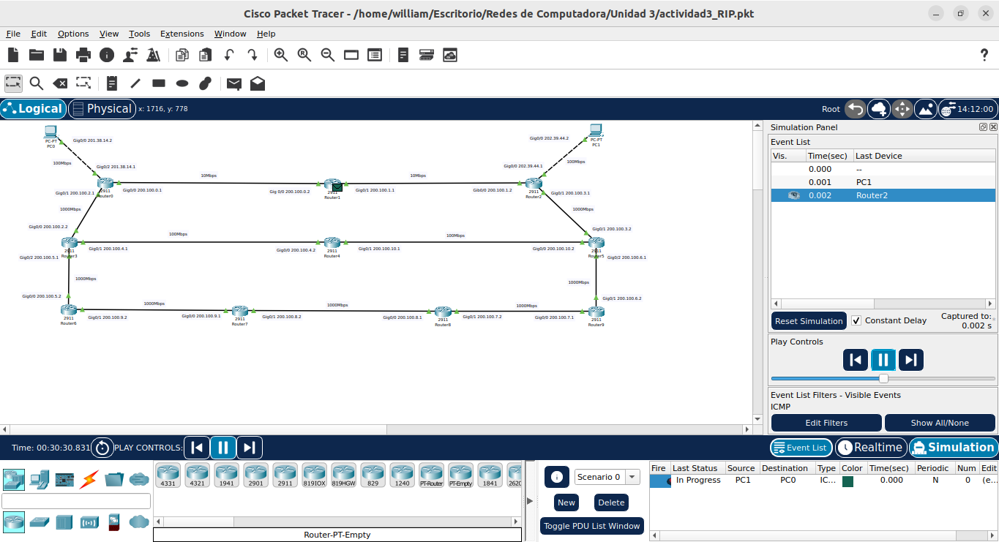 Cisco Packet Tracer - /home/william/Escritorio/Redes de Computadora/Unidad 3/actividad3_RIP.pkt
File Edit Options View Tools Extensions Window Help
Logical Physical x: 1716, y: 778 Root 14:12:00
PC-PT
PC0
Gig0/0 201.38.14.2
100Mbps
Gig0/2 201.38.14.1
Gig0/0 202.39.44.2
PC-PT
PC1
100Mbps
Gig0/0 202.39.44.1
10Mbps
10Mbps
2911
Router0
Gig0/0 200.100.0.1
Gig0/1 200.100.2.1
Gig 0/0 200.100.0.2
2911
Router1
Gig0/1 200.100.1.1
Gib0/0 200.100.1.2
2911
Router2
Gig0/1 200.100.3.1
1000Mbps
1000Mbps
Gig0/0 200.100.2.2
Gig0/1 200.100.3.2
100Mbps
100Mbps
2911
Router3
Gig0/1 200.100.4.1
Gig0/2 200.100.5.1
Gig0/0 200.100.4.2
2911
Router4
Gig0/1 200.100.10.1
Gig0/0 200.100.10.2
2911
Router5
Gig0/2 200.100.6.1
1000Mbps
1000Mbps
Gig0/0 200.100.5.2
Gig0/1 200.100.6.2
1000Mbps
1000Mbps
1000Mbps
2911
Router6
Gig0/1 200.100.9.2
Gig0/0 200.100.9.1
2911
Router7
Gig0/1 200.100.8.2
Gig0/0 200.100.8.1
2911
Router8
Gig0/1 200.100.7.2
Gig0/0 200.100.7.1
2911
Router9
Simulation Panel
Event List
Vis. Time(sec) Last Device
0.000 --
0.001 PC1
0.002 Router2
Reset Simulation Constant Delay Captured to:
0.002 s
Play Controls
Event List Filters - Visible Events
ICMP
Edit Filters Show All/None
Time: 00:30:30.831 PLAY CONTROLS: Event List Realtime Simulation
4331 4321 1941 2901 2911 819IOX 819HGW 829 1240 PT-Router PT-Empty 1841 2620
Router-PT-Empty
Scenario 0
New Delete
Toggle PDU List Window
Fire Last Status Source Destination Type Color Time(sec) Periodic Num Edit
In Progress PC1 PC0 IC... 0.000 N 0 (e...